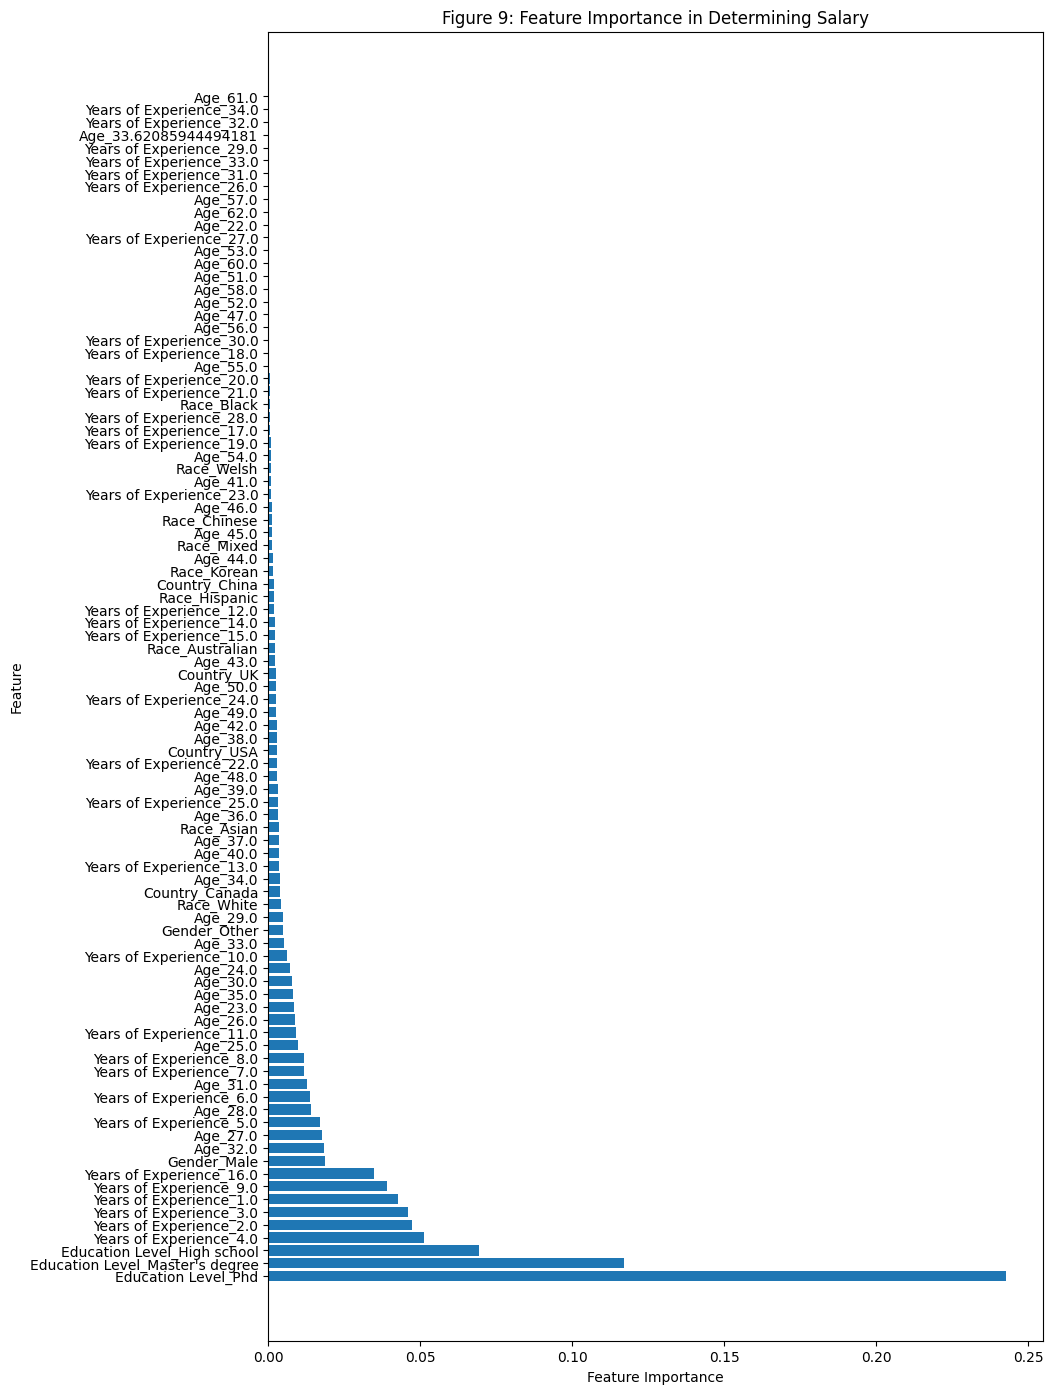 Figure 9: Feature Importance in Determining Salary
Age_61.0
Years of Experience_34.0
Years of Experience_32.0
Age_33.62085944494181
Years of Experience_29.0
Years of Experience_33.0
Years of Experience_31.0
Years of Experience_26.0
Age_57.0
Age_62.0
Age_22.0
Years of Experience_27.0
Age_53.0
Age_60.0
Age_51.0
Age_58.0
Age_52.0
Age_47.0
Age_56.0
Years of Experience_30.0
Years of Experience_18.0
Age_55.0
Years of Experience_20.0
Years of Experience_21.0
Race_Black
Years of Experience_28.0
Years of Experience_17.0
Years of Experience_19.0
Age_54.0
Race_Welsh
Age_41.0
Years of Experience_23.0
Age_46.0
Race_Chinese
Age_45.0
Race_Mixed
Age_44.0
Race_Korean
Country_China
Race_Hispanic
Years of Experience_12.0
Years of Experience_14.0
Years of Experience_15.0
Race_Australian
Age_43.0
Country_UK
Age_50.0
Years of Experience_24.0
Age_49.0
Age_42.0
Age_38.0
Country_USA
Years of Experience_22.0
Age_48.0
Age_39.0
Years of Experience_25.0
Age_36.0
Race_Asian
Age_37.0
Age_40.0
Years of Experience_13.0
Age_34.0
Country_Canada
Race_White
Age_29.0
Gender_Other
Age_33.0
Years of Experience_10.0
Age_24.0
Age_30.0
Age_35.0
Age_23.0
Age_26.0
Years of Experience_11.0
Age_25.0
Years of Experience_8.0
Years of Experience_7.0
Age_31.0
Years of Experience_6.0
Age_28.0
Years of Experience_5.0
Age_27.0
Age_32.0
Gender_Male
Years of Experience_16.0
Years of Experience_9.0
Years of Experience_1.0
Years of Experience_3.0
Years of Experience_2.0
Years of Experience_4.0
Education Level_High school
Education Level_Master's degree
Education Level_Phd
Feature
0.00 0.05 0.10 0.15 0.20 0.25
Feature Importance